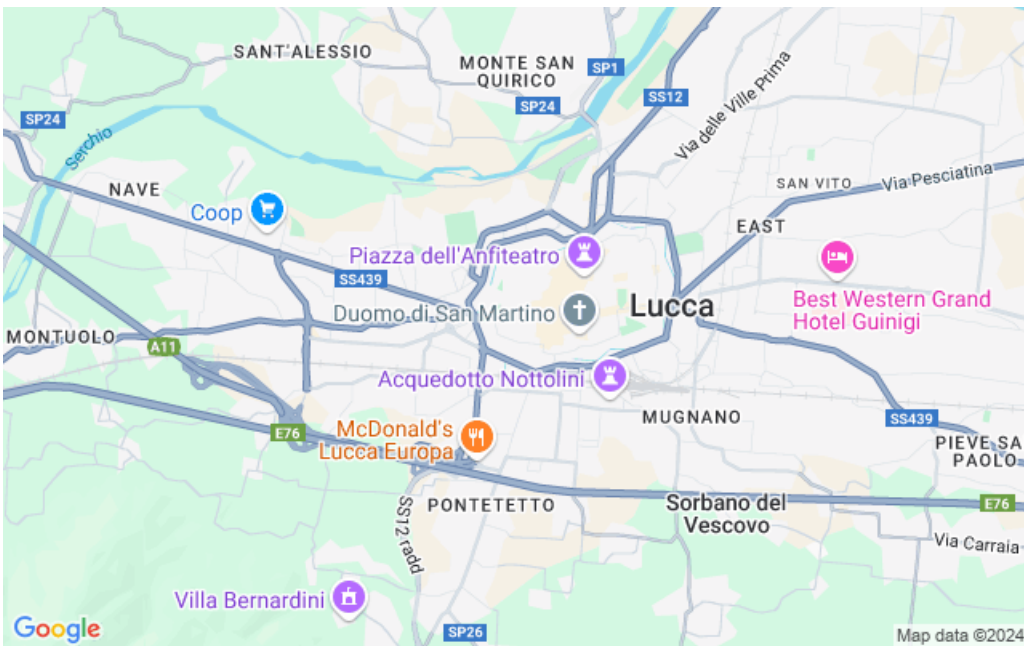 SANT'ALESSIO
MONTE SAN
QUIRICO
SP1
SP24
SS12
SP24
Serchio
Via delle Ville Prima
NAVE
SAN VITO
Via Pesciatina
Coop
EAST
Piazza dell'Anfiteatro
SS439
Duomo di San Martino
Lucca
Best Western Grand
Hotel Guinigi
MONTUOLO
A11
Acquedotto Nottolini
MUGNANO
SS439
McDonald's
Lucca Europa
E76
PIEVE SA
PAOLO
PONTETETTO
SS12 radd
Sorbano del
Vescovo
E76
Via Carraia
Villa Bernardini
SP26
Google
Map data ©2024